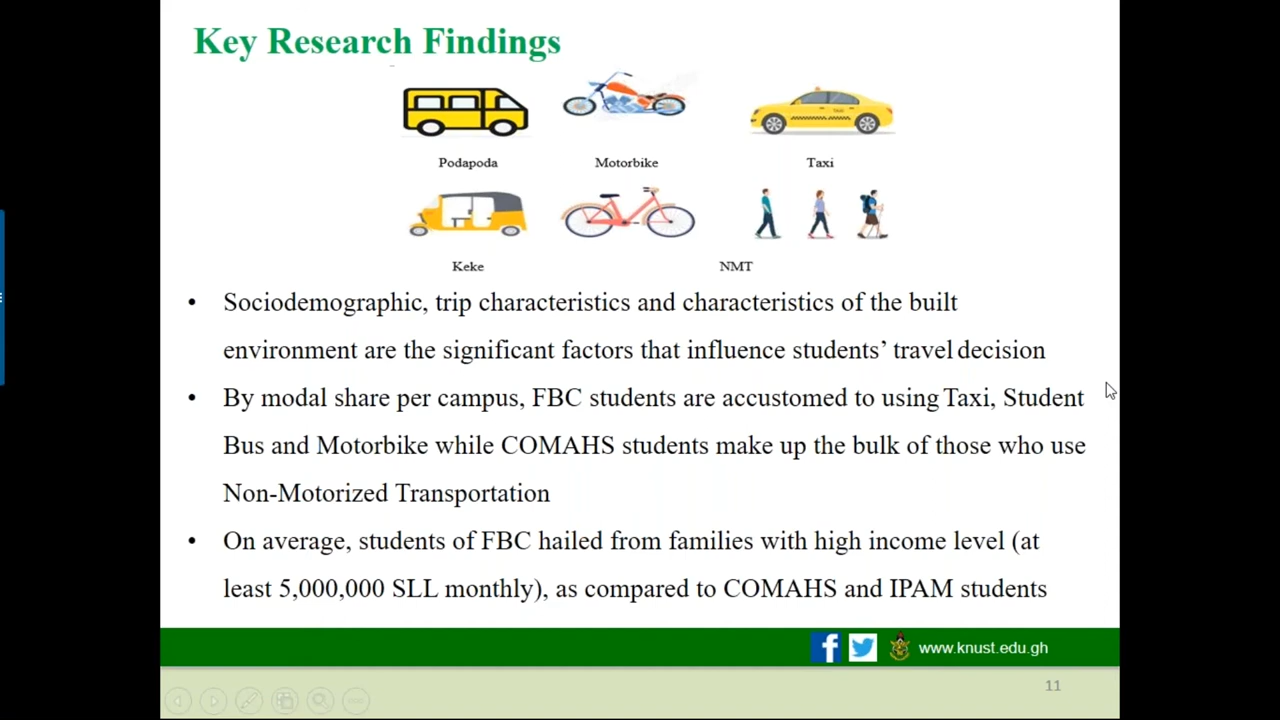 Key Research Findings
Podapoda
Motorbike
Taxi
TAXI
Keke
NMT
• Sociodemographic, trip characteristics and characteristics of the built
environment are the significant factors that influence students’ travel decision
• By modal share per campus, FBC students are accustomed to using Taxi, Student
Bus and Motorbike while COMAHS students make up the bulk of those who use
Non-Motorized Transportation
• On average, students of FBC hailed from families with high income level (at
least 5,000,000 SLL monthly), as compared to COMAHS and IPAM students
www.knust.edu.gh
11